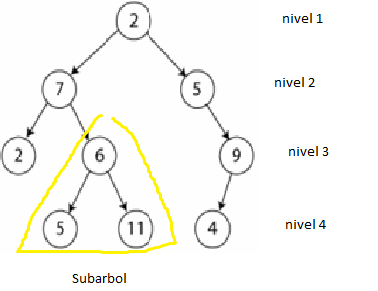 2 nivel 1
7 5 nivel 2
2 6 9 nivel 3
5 11 4 nivel 4
Subarbol